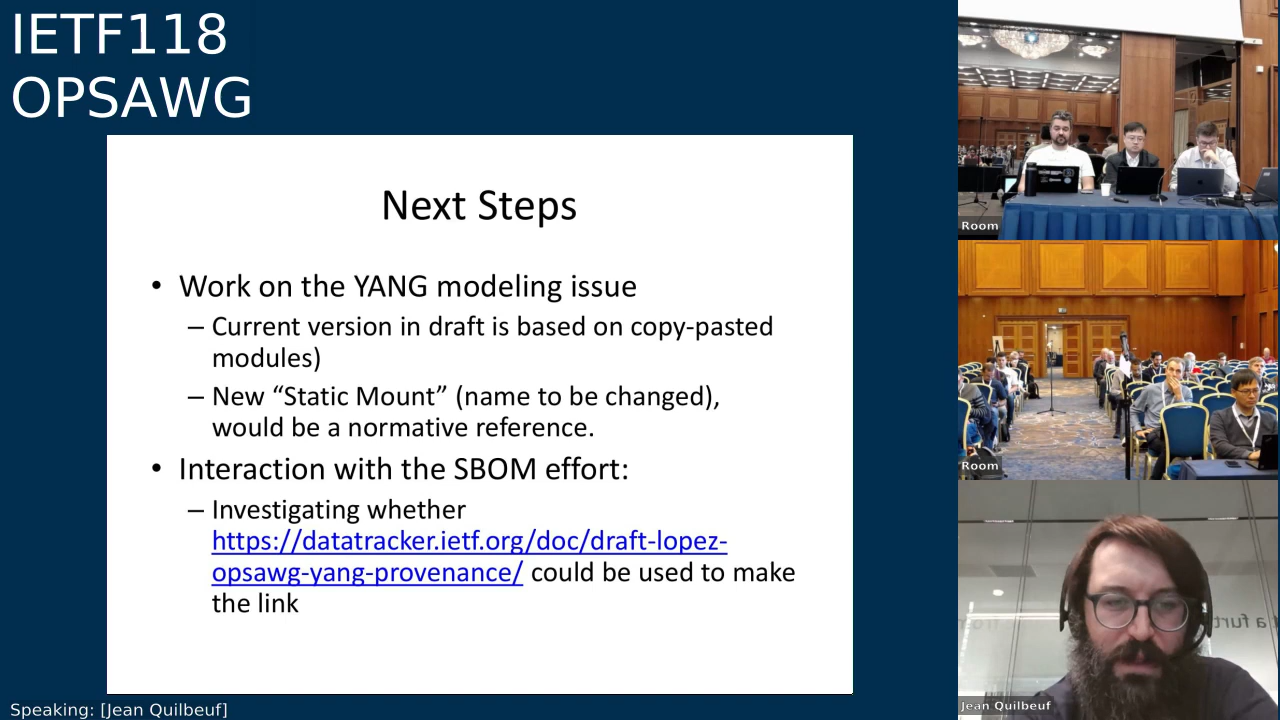 IETF118
OPSAWG
Next Steps
• Work on the YANG modeling issue
– Current version in draft is based on copy-pasted
modules)
– New “Static Mount” (name to be changed),
would be a normative reference.
• Interaction with the SBOM effort:
– Investigating whether
https://datatracker.ietf.org/doc/draft-lopez-
opsawg-yang-provenance/ could be used to make
the link
Speaking: [Jean Quilbeuf]
Room
Room
Jean Quilbeuf